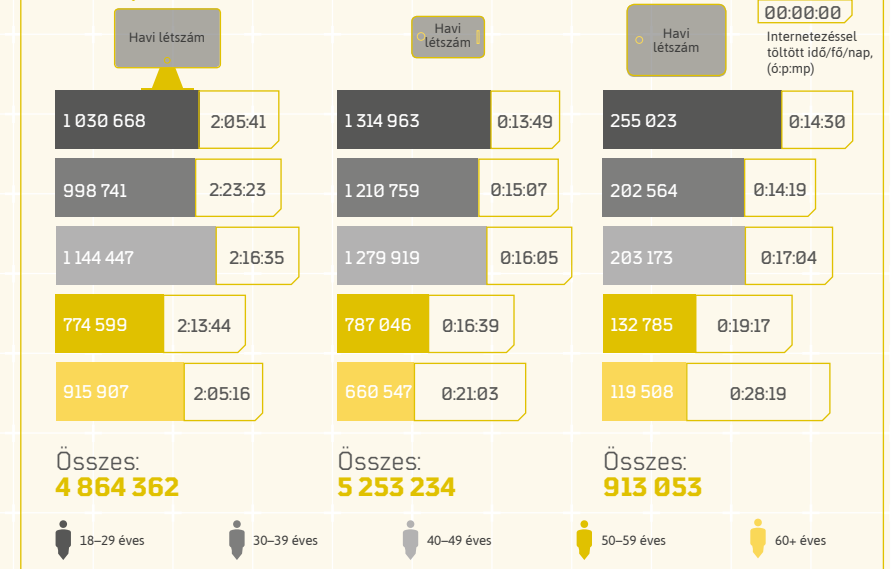 Havi létszám
Havi
létszám
Havi
létszám
00:00:00
Internetezéssel
töltött idő/fő/nap,
(ó:p:mp)
1 030 668 2:05:41
1 314 963 0:13:49
255 023 0:14:30
998 741 2:23:23
1 210 759 0:15:07
202 564 0:14:19
1 144 447 2:16:35
1 279 919 0:16:05
203 173 0:17:04
774 599 2:13:44
787 046 0:16:39
132 785 0:19:17
915 907 2:05:16
660 547 0:21:03
119 508 0:28:19
Összes:
4 864 362
Összes:
5 253 234
Összes:
913 053
18–29 éves
30–39 éves
40–49 éves
50–59 éves
60+ éves